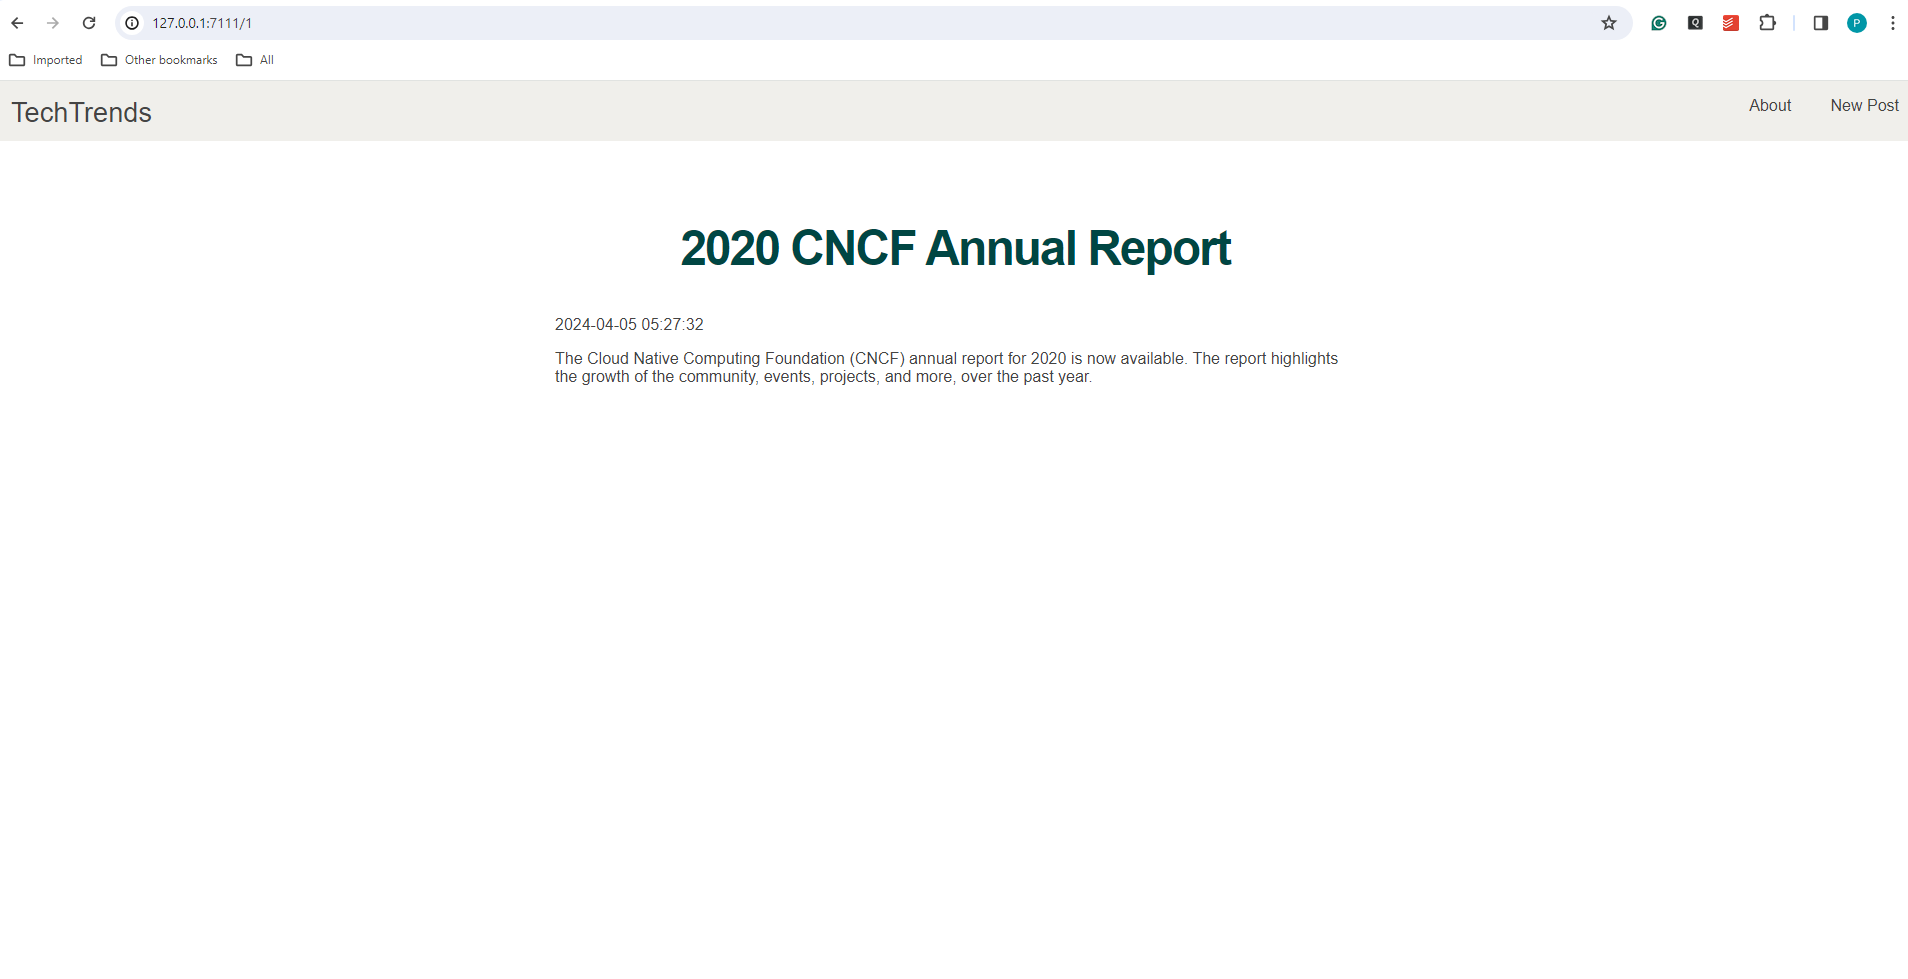 127.0.0.1:7111/1
Q
P
Imported
Other bookmarks
All
TechTrends
About
New Post
2020 CNCF Annual Report
2024-04-05 05:27:32
The Cloud Native Computing Foundation (CNCF) annual report for 2020 is now available. The report highlights
the growth of the community, events, projects, and more, over the past year.